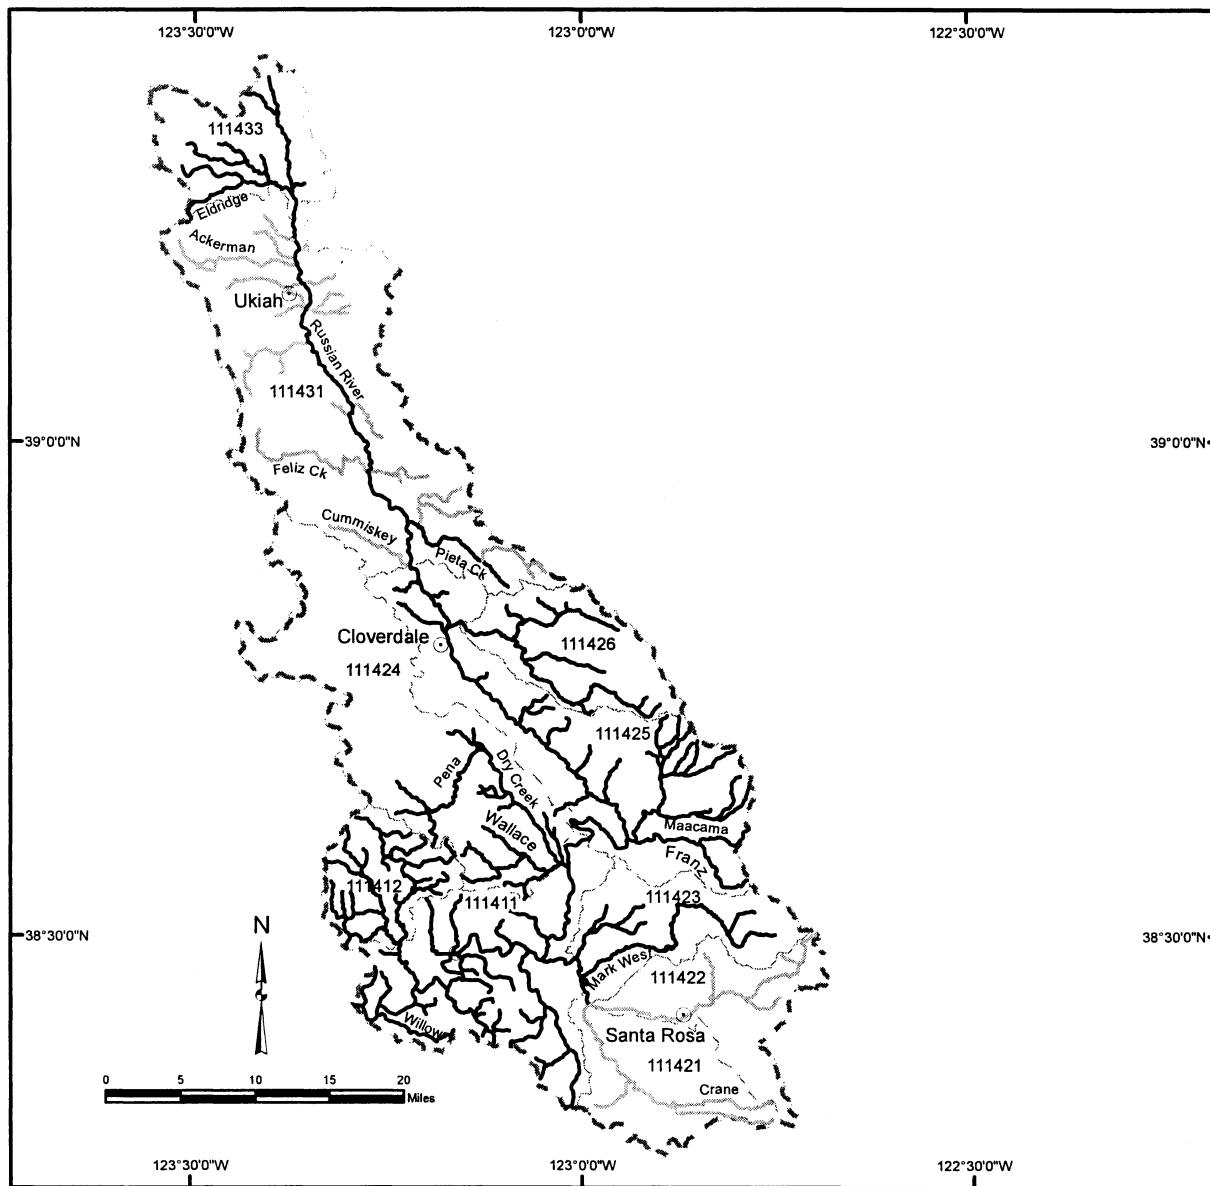 123°30'0"W
123°0'0"W
122°30'0"W
111433
Eldridge
Ackerman
Ukiah
Russian River
111431
39°0'0"N
39°0'0"N
Feliz Ck
Cummiskey
Pieta Ck
Cloverdale
111426
111424
111425
Pena
Dry Creek
Wallace
Maacama
Franz
111412
111411
111423
N
38°30'0"N
38°30'0"N
Mark West
111422
Willow
Santa Rosa
111421
Crane
0 5 10 15 20
Miles
123°30'0"W
123°0'0"W
122°30'0"W